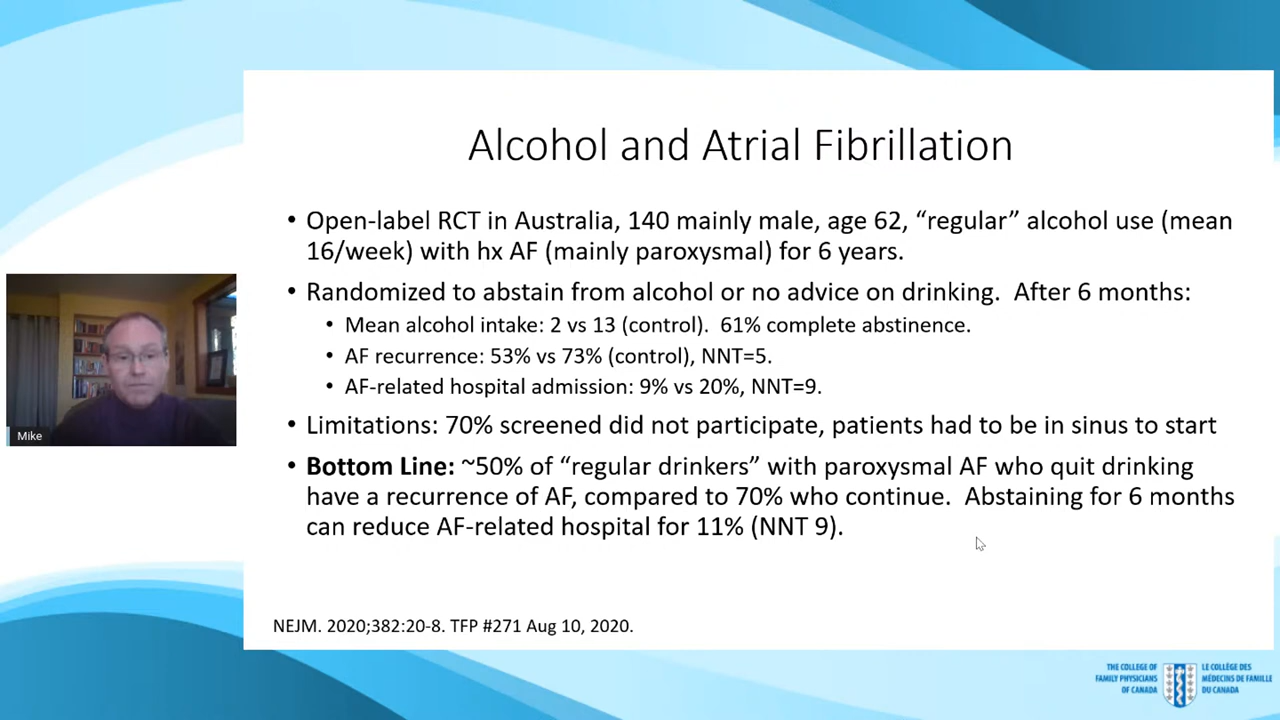 Alcohol and Atrial Fibrillation
• Open-label RCT in Australia, 140 mainly male, age 62, “regular” alcohol use (mean
16/week) with hx AF (mainly paroxysmal) for 6 years.
• Randomized to abstain from alcohol or no advice on drinking.  After 6 months:
• Mean alcohol intake: 2 vs 13 (control).  61% complete abstinence.
• AF recurrence: 53% vs 73% (control), NNT=5.
• AF-related hospital admission: 9% vs 20%, NNT=9.
• Limitations: 70% screened did not participate, patients had to be in sinus to start
• Bottom Line: ~50% of “regular drinkers” with paroxysmal AF who quit drinking
have a recurrence of AF, compared to 70% who continue.  Abstaining for 6 months
can reduce AF-related hospital for 11% (NNT 9).
NEJM. 2020;382:20-8. TFP #271 Aug 10, 2020.
Mike
THE COLLEGE OF
FAMILY PHYSICIANS
OF CANADA
LE COLLÈGE DES
MÉDECINS DE FAMILLE
DU CANADA